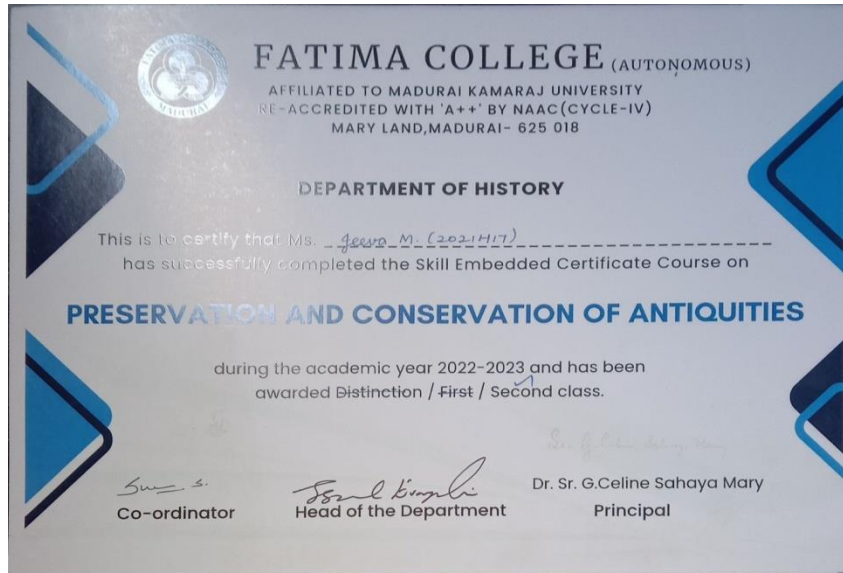 FATIMA COLLEGE (AUTONOMOUS)
AFFILIATED TO MADURAI KAMARAJ UNIVERSITY
RE-ACCREDITED WITH 'A++' BY NAAC(CYCLE-IV)
MARY LAND,MADURAI- 625 018
MADURAI
DEPARTMENT OF HISTORY
This is to certify that Ms. Jeeva M. (2021H17)
has successfully completed the Skill Embedded Certificate Course on
PRESERVATION AND CONSERVATION OF ANTIQUITIES
during the academic year 2022-2023 and has been
awarded Distinction / First / Second class.
Dr. Sr. G.Celine Sahaya Mary
Co-ordinator Head of the Department Principal